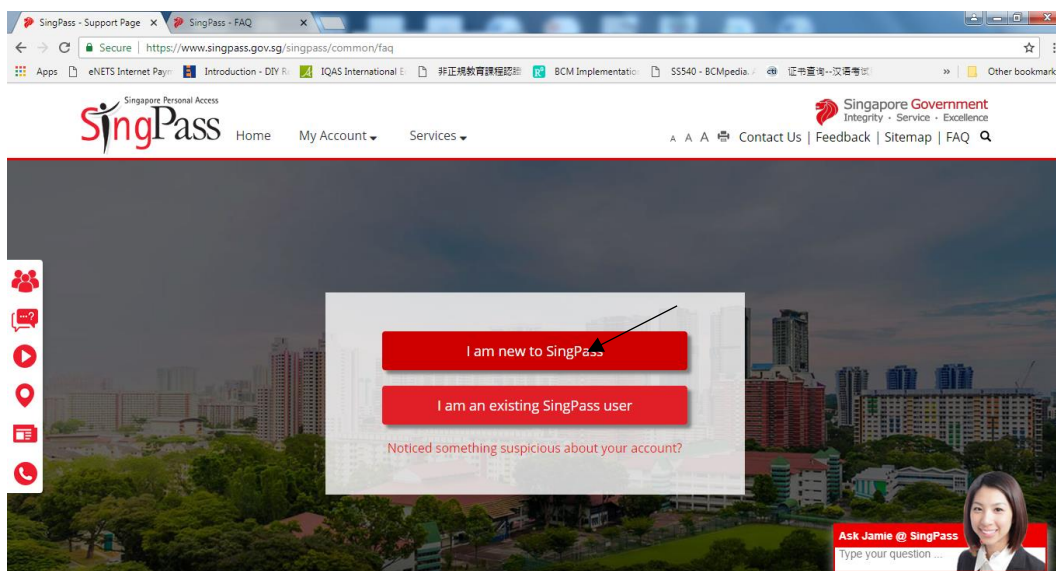 SingPass - Support Page
SingPass - FAQ
Secure | https://www.singpass.gov.sg/singpass/common/faq
Apps
eNETS Internet Paym
Introduction - DIY R
IQAS International E
非正規教育課程認證
BCM Implementatio
SS540 - BCMpedia.
证书查询--汉语考试
»
Other bookmark
Singapore Personal Access
SingPass
Home
My Account
Services
Singapore Government
Integrity · Service · Excellence
A A A Contact Us | Feedback | Sitemap | FAQ
I am new to SingPass
I am an existing SingPass user
Noticed something suspicious about your account?
Ask Jamie @ SingPass
Type your question ...